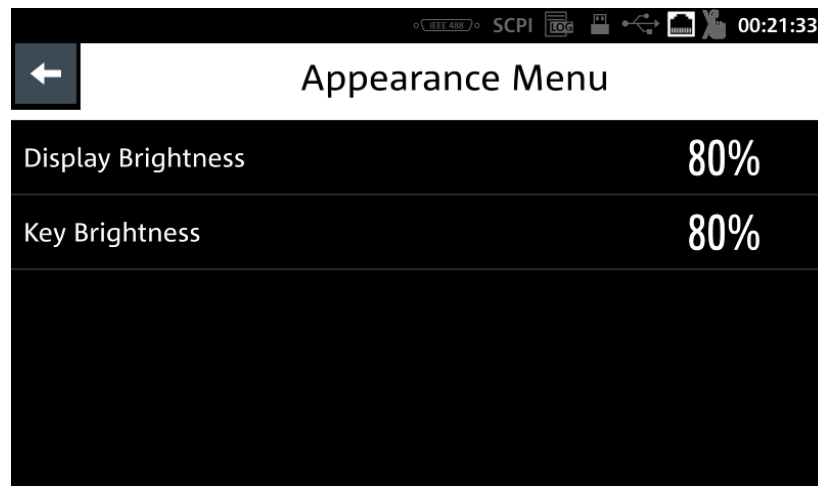 IEEE 488 SCPI LOG 00:21:33
Appearance Menu
Display Brightness 80%
Key Brightness 80%